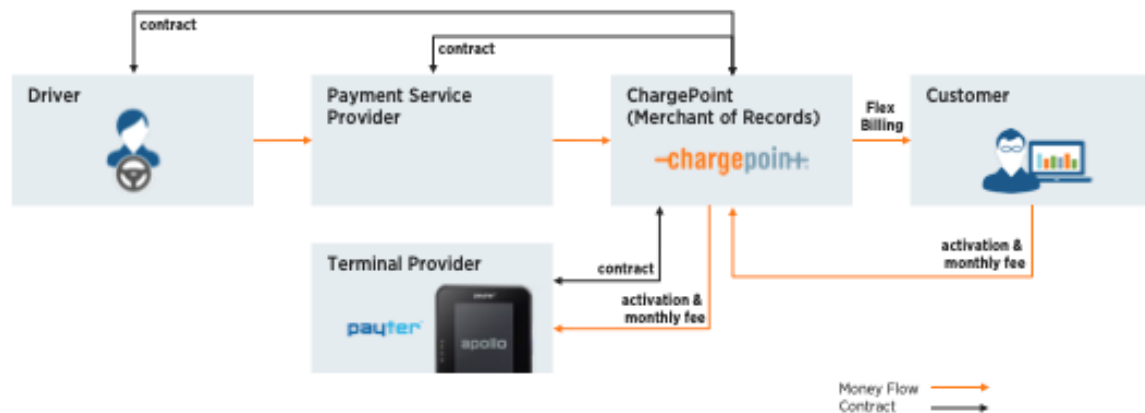 contract
contract
Driver
Payment Service
Provider
ChargePoint
(Merchant of Records)
-chargepoin+
Flex
Billing
Customer
Terminal Provider
payter
apollo
contract
activation &
monthly fee
activation &
monthly fee
Money Flow
Contract